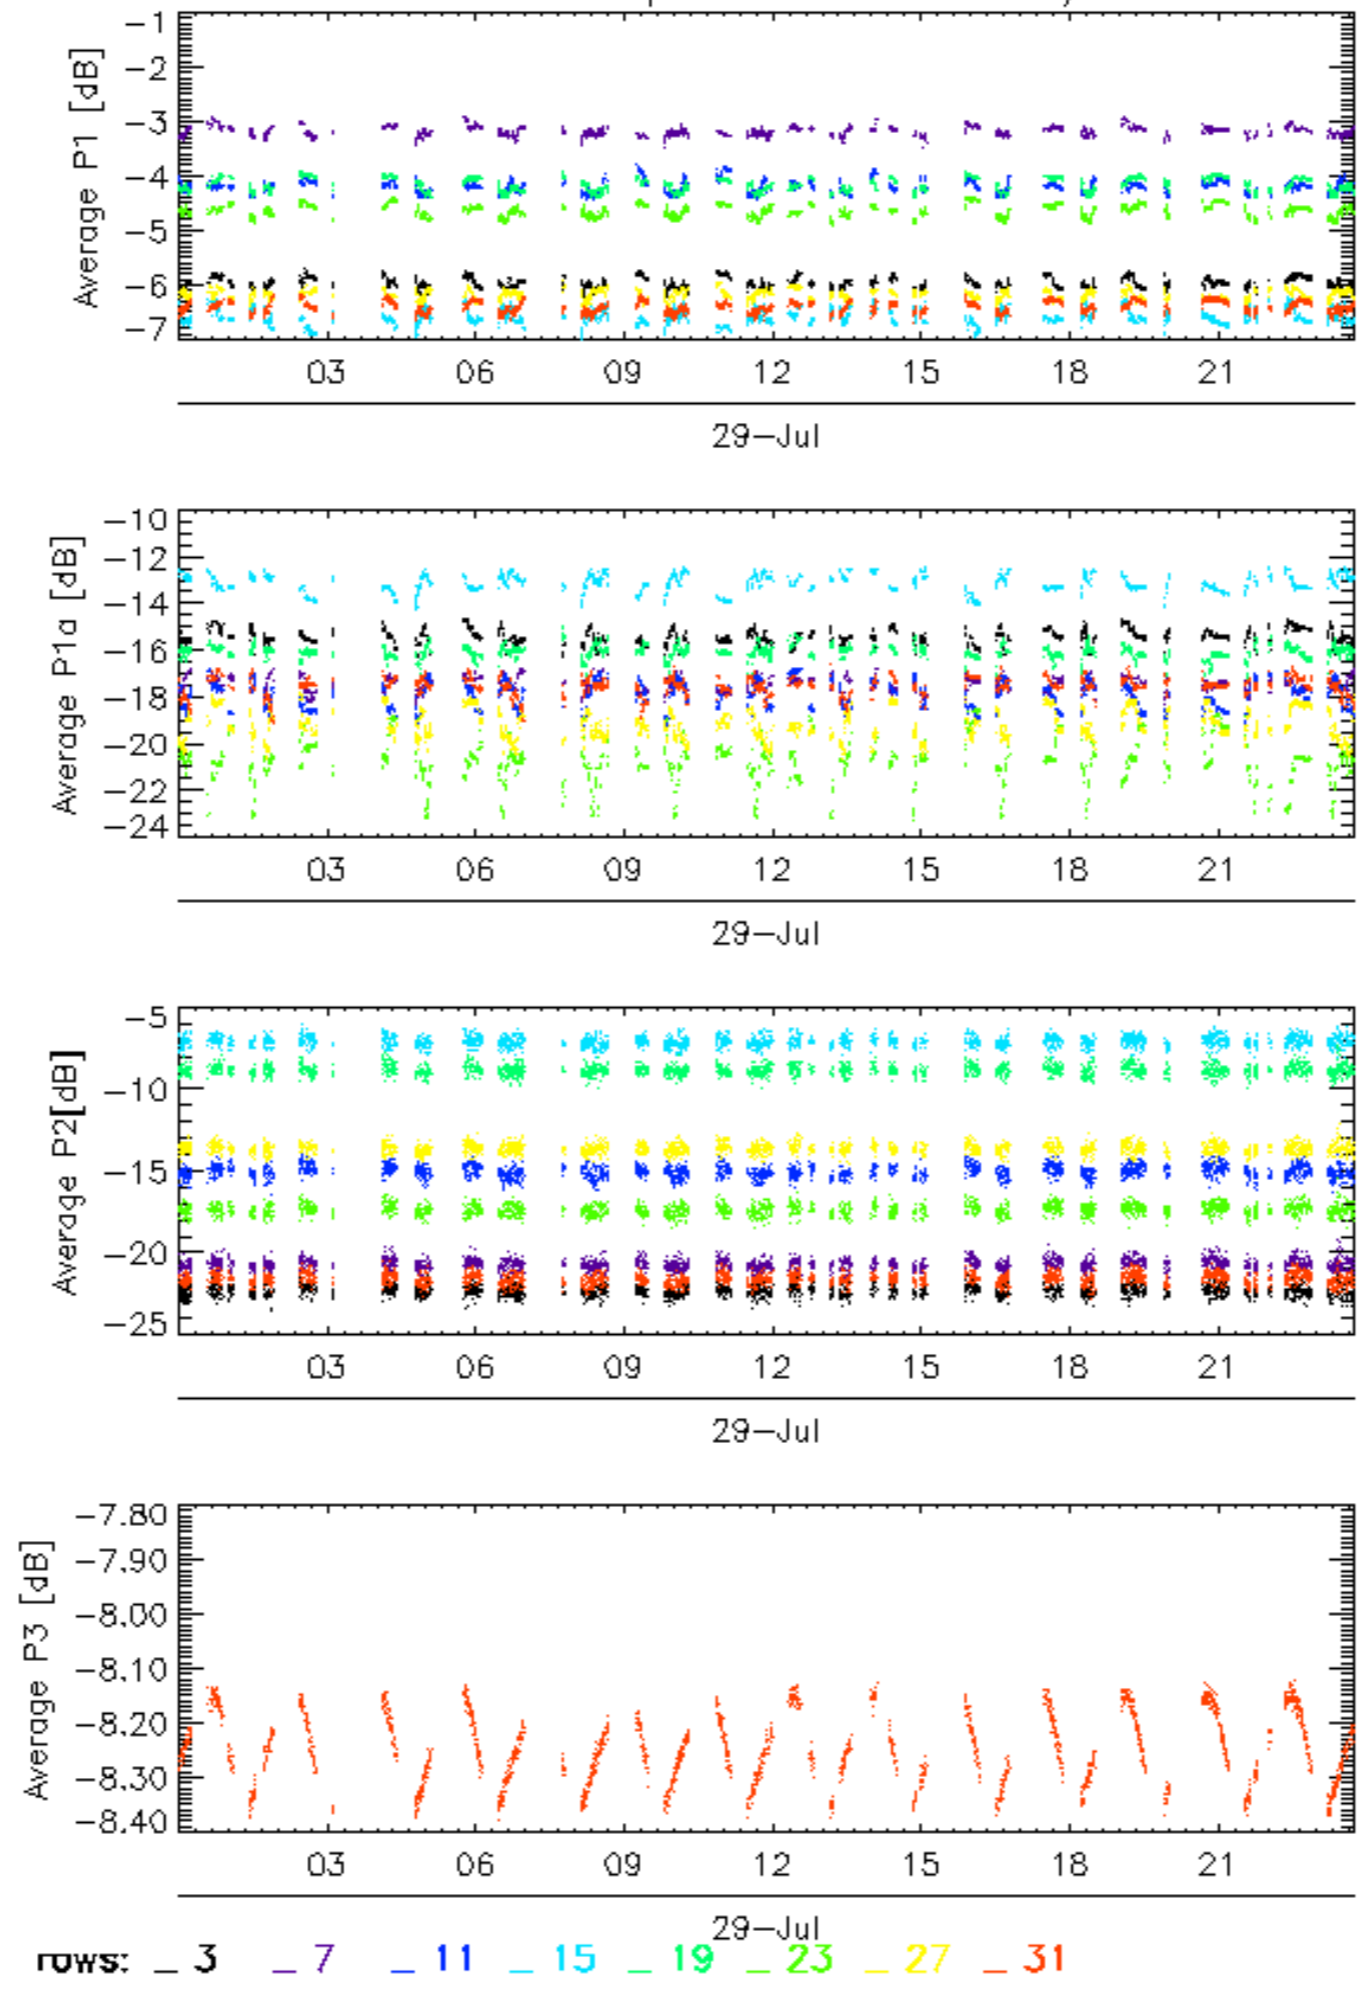 Average P1 [dB]
-1
-2
-3
-4
-5
-6
-7
03 06 09 12 15 18 21
29-Jul
Average P1a [dB]
-10
-12
-14
-16
-18
-20
-22
-24
03 06 09 12 15 18 21
29-Jul
Average P2[dB]
-5
-10
-15
-20
-25
03 06 09 12 15 18 21
29-Jul
Average P3 [dB]
-7.80
-7.90
-8.00
-8.10
-8.20
-8.30
-8.40
03 06 09 12 15 18 21
29-Jul
rows: _ 3 _ 7 _ 11 _ 15 _ 19 _ 23 _ 27 _ 31